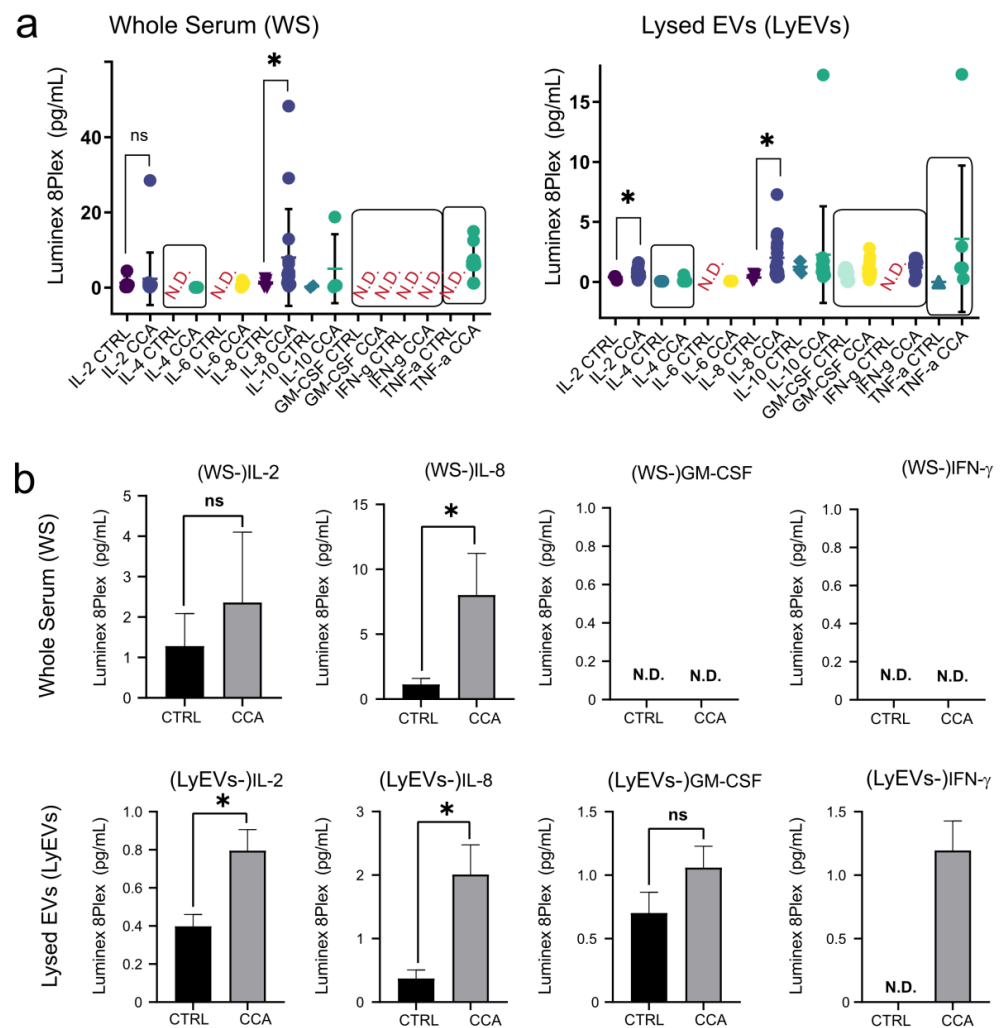 a
Whole Serum (WS)
Lysed EVs (LyEVs)
Luminex 8Plex (pg/mL)
40
20
0
ns
*
N.D.
N.D.
N.D.
N.D.
N.D.
N.D.
N.D.
IL-2 CTRL
IL-2 CCA
IL-4 CTRL
IL-4 CCA
IL-6 CTRL
IL-6 CCA
IL-8 CTRL
IL-8 CCA
IL-10 CTRL
IL-10 CCA
GM-CSF CTRL
GM-CSF CCA
IFN-g CTRL
IFN-g CCA
TNF-a CTRL
TNF-a CCA
Luminex 8Plex (pg/mL)
15
10
5
0
*
*
N.D.
N.D.
IL-2 CTRL
IL-2 CCA
IL-4 CTRL
IL-4 CCA
IL-6 CTRL
IL-6 CCA
IL-8 CTRL
IL-8 CCA
IL-10 CTRL
IL-10 CCA
GM-CSF CTRL
GM-CSF CCA
IFN-g CTRL
IFN-g CCA
TNF-a CTRL
TNF-a CCA
b
Whole Serum (WS)
(WS-)IL-2
Luminex 8Plex (pg/mL)
5
4
3
2
1
0
ns
CTRL
CCA
(WS-)IL-8
Luminex 8Plex (pg/mL)
15
10
5
0
*
CTRL
CCA
(WS-)GM-CSF
Luminex 8Plex (pg/mL)
1.0
0.8
0.6
0.4
0.2
0
N.D.
N.D.
CTRL
CCA
(WS-)IFN-γ
Luminex 8Plex (pg/mL)
1.0
0.8
0.6
0.4
0.2
0
N.D.
N.D.
CTRL
CCA
Lysed EVs (LyEVs)
(LyEVs-)IL-2
Luminex 8Plex (pg/mL)
1.0
0.8
0.6
0.4
0.2
0
*
CTRL
CCA
(LyEVs-)IL-8
Luminex 8Plex (pg/mL)
3
2
1
0
*
CTRL
CCA
(LyEVs-)GM-CSF
Luminex 8Plex (pg/mL)
1.5
1.0
0.5
0
ns
CTRL
CCA
(LyEVs-)IFN-γ
Luminex 8Plex (pg/mL)
1.5
1.0
0.5
0
N.D.
CTRL
CCA